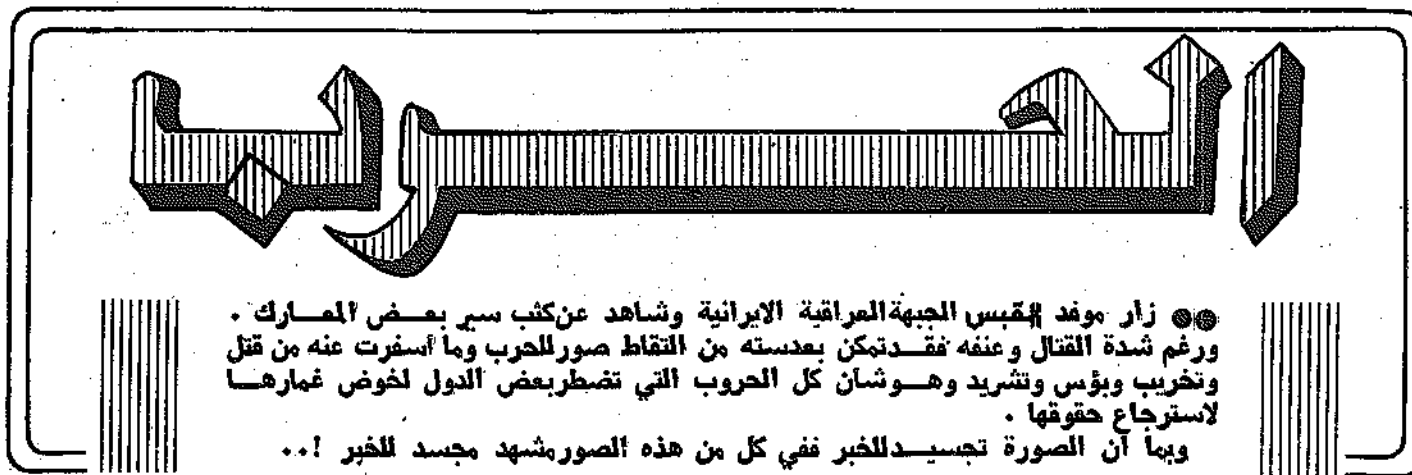 الحرب
زار موفد القبس الجبهة العراقية الايرانية وشاهد عن كثب سير بعض المعارك .
ورغم شدة القتال وعنفه فقد تمكن بعدسته من التقاط صور للحرب وما أسفرت عنه من قتل
وتخريب وبؤس وتشريد وهو شأن كل الحروب التي تضطر بعض الدول لخوض غمارها
لاسترجاع حقوقها .
وبما أن الصورة تجسيد للخبر ففي كل من هذه الصور مشهد مجسد للخبر !..